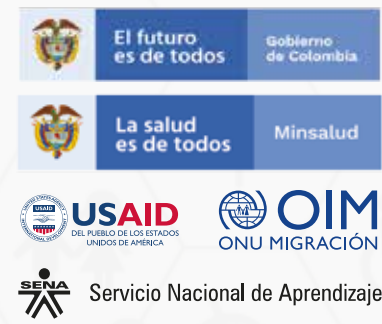 El futuro
es de todos
Gobierno
de Colombia
La salud
es de todos
Minsalud
USAID
USAID
DEL PUEBLO DE LOS ESTADOS
UNIDOS DE AMÉRICA
OIM
ONU MIGRACIÓN
SENA
Servicio Nacional de Aprendizaje